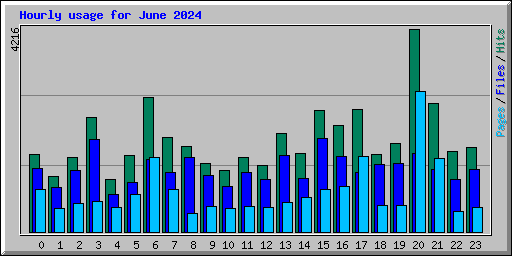 Hourly usage for June 2024
4216
Pages / Files / Hits
0 1 2 3 4 5 6 7 8 9 10 11 12 13 14 15 16 17 18 19 20 21 22 23